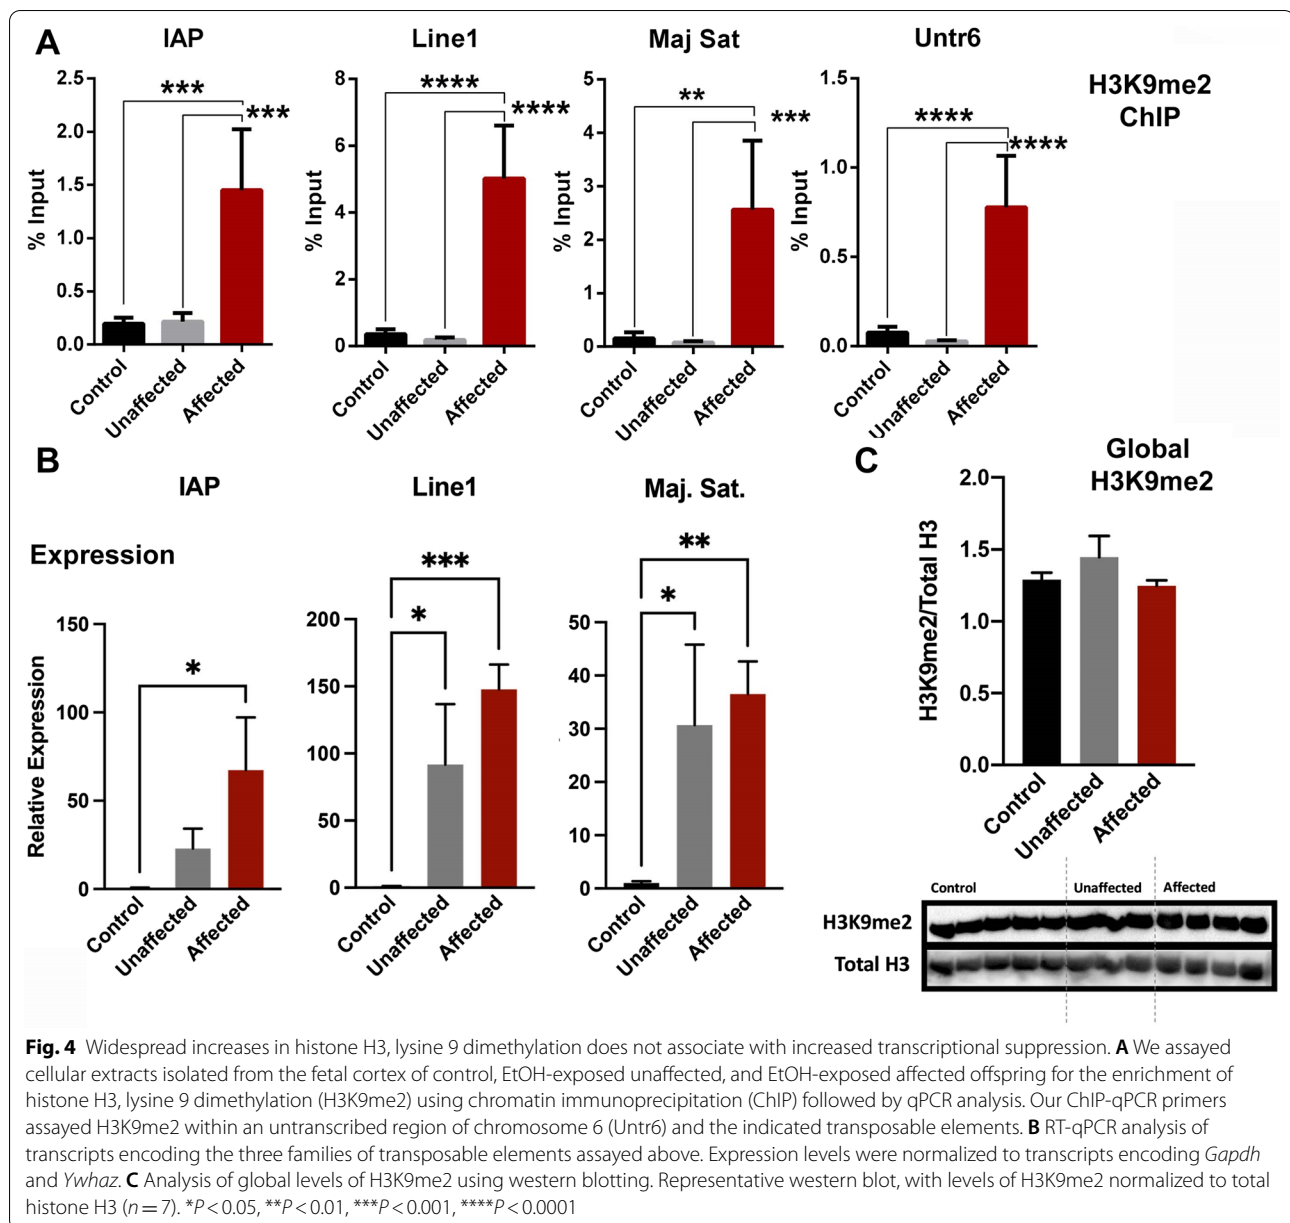 A
IAP
Line1
Maj Sat
Untr6
H3K9me2
ChIP
% Input
2.5
2.0
1.5
1.0
0.5
0.0
***
***
Control
Unaffected
Affected
% Input
8
6
4
2
0
****
****
Control
Unaffected
Affected
% Input
5
4
3
2
1
0
**
***
Control
Unaffected
Affected
% Input
1.5
1.0
0.5
0.0
****
****
Control
Unaffected
Affected
B
Expression
IAP
Relative Expression
150
100
50
0
*
Control
Unaffected
Affected
Line1
200
150
100
50
0
***
*
Control
Unaffected
Affected
Maj. Sat.
50
40
30
20
10
0
**
*
Control
Unaffected
Affected
C
Global
H3K9me2
H3K9me2/Total H3
2.0
1.5
1.0
0.5
0.0
Control
Unaffected
Affected
Control
Unaffected
Affected
H3K9me2
Total H3
Fig. 4 Widespread increases in histone H3, lysine 9 dimethylation does not associate with increased transcriptional suppression. A We assayed
cellular extracts isolated from the fetal cortex of control, EtOH-exposed unaffected, and EtOH-exposed affected offspring for the enrichment of
histone H3, lysine 9 dimethylation (H3K9me2) using chromatin immunoprecipitation (ChIP) followed by qPCR analysis. Our ChIP-qPCR primers
assayed H3K9me2 within an untranscribed region of chromosome 6 (Untr6) and the indicated transposable elements. B RT-qPCR analysis of
transcripts encoding the three families of transposable elements assayed above. Expression levels were normalized to transcripts encoding Gapdh
and Ywhaz. C Analysis of global levels of H3K9me2 using western blotting. Representative western blot, with levels of H3K9me2 normalized to total
histone H3 (n = 7). *P < 0.05, **P < 0.01, ***P < 0.001, ****P < 0.0001